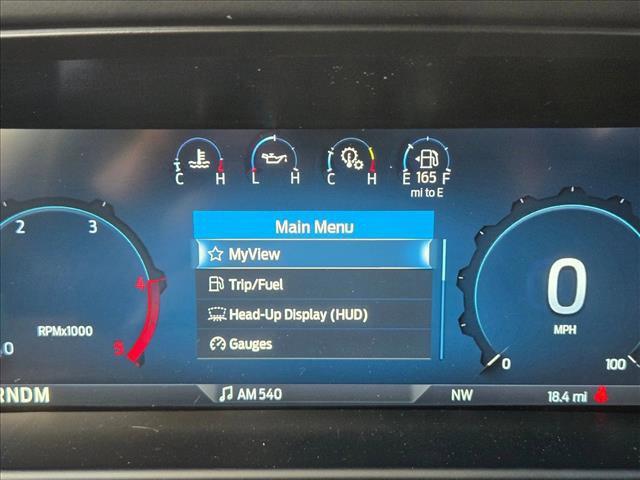 C H
L H
C H
E 165 F
mi to E
Main Menu
MyView
Trip/Fuel
Head-Up Display (HUD)
Gauges
2 3 4 5
RPMx1000
0
0
MPH
0 100
RNDM
AM 540
NW
18.4 mi